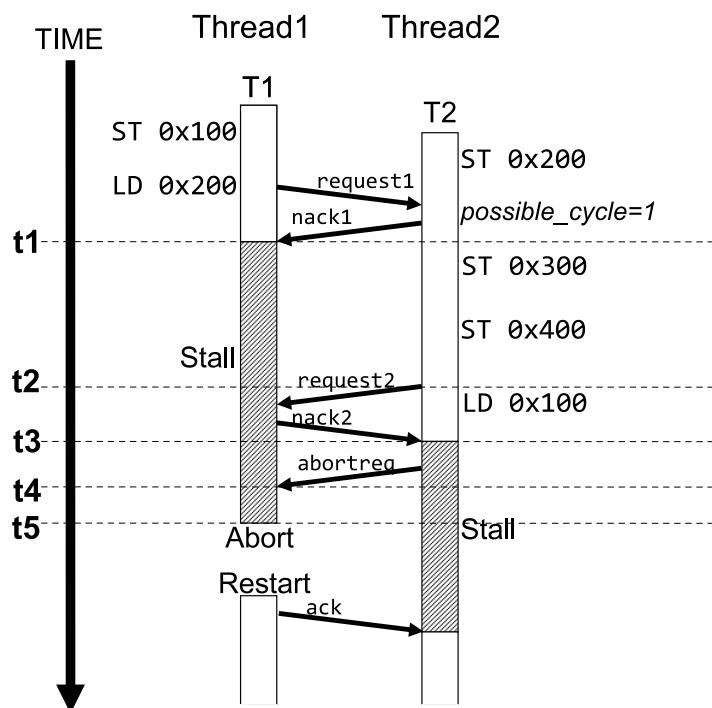 Thread1 Thread2
TIME
T1
T2
ST 0x100
ST 0x200
LD 0x200
request1
nack1
possible_cycle=1
t1
ST 0x300
ST 0x400
Stall
t2
request2
LD 0x100
nack2
t3
abortreq
t4
t5
Abort
Stall
Restart
ack